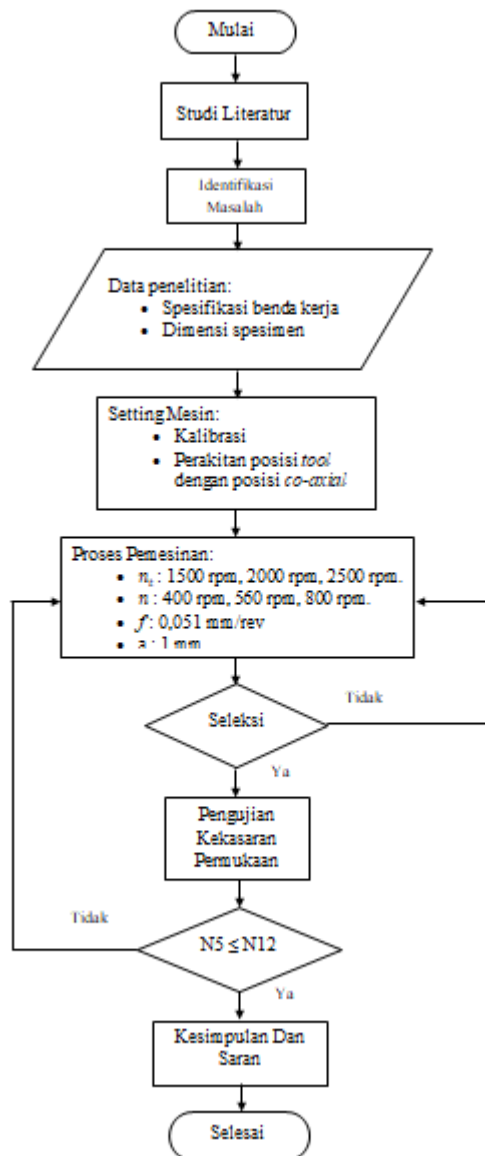 Mulai
Studi Literatur
Identifikasi
Masalah
Data penelitian:
• Spesifikasi benda kerja
• Dimensi spesimen
Setting Mesin:
• Kalibrasi
• Perakitan posisi tool
dengan posisi co-axial
Proses Pemesinan:
• nₜ : 1500 rpm, 2000 rpm, 2500 rpm.
• n : 400 rpm, 560 rpm, 800 rpm.
• f : 0,051 mm/rev
• a : 1 mm
Seleksi
Tidak
Ya
Pengujian
Kekasaran
Permukaan
Tidak
N5 ≤ N12
Ya
Kesimpulan Dan
Saran
Selesai